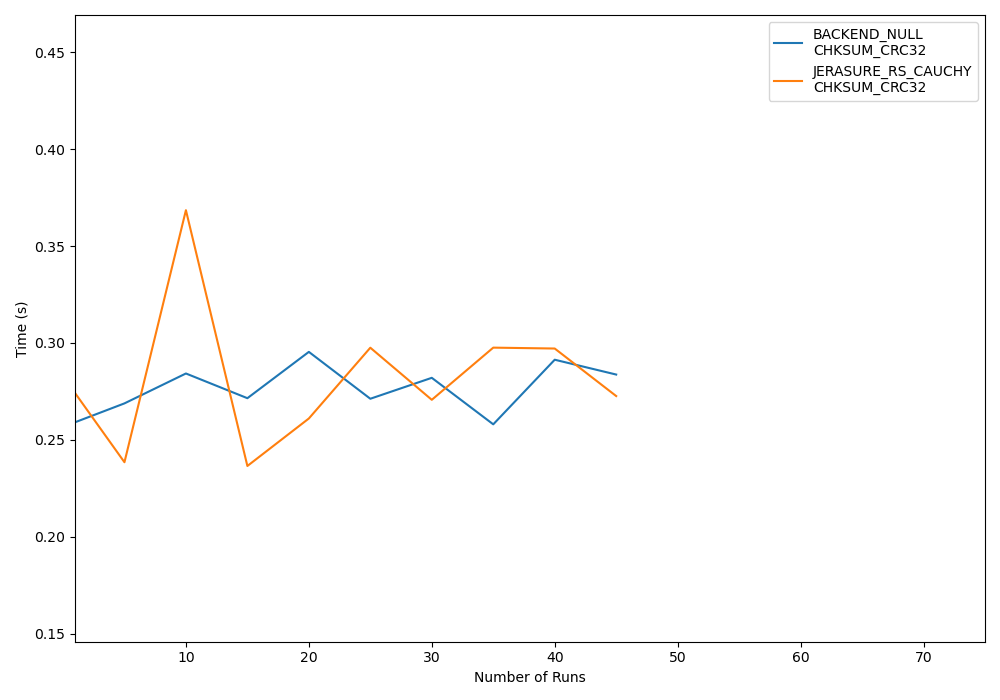 0.45
0.40
0.35
0.30
0.25
0.20
0.15
Time (s)
10 20 30 40 50 60 70
Number of Runs
BACKEND_NULL
CHKSUM_CRC32
JERASURE_RS_CAUCHY
CHKSUM_CRC32